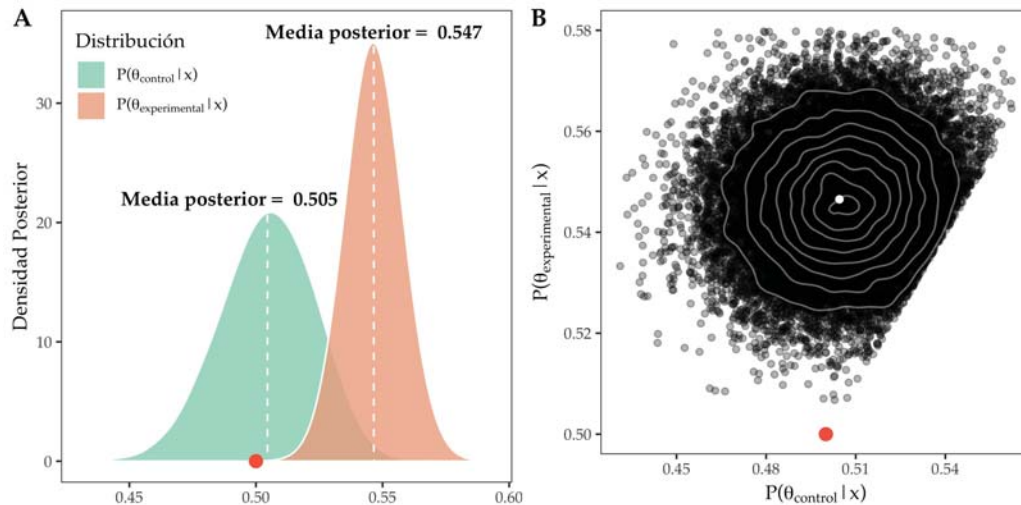 A
Distribución
P(θcontrol|x)
P(θexperimental|x)
Media posterior = 0.547
Media posterior = 0.505
Densidad Posterior
30
20
10
0
0.45
0.50
0.55
0.60
B
P(θexperimental|x)
0.58
0.56
0.54
0.52
0.50
0.45
0.48
0.51
0.54
P(θcontrol|x)